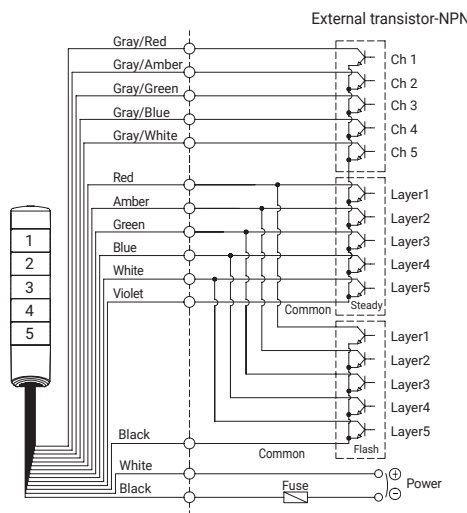 External transistor-NPN
Gray/Red
Ch 1
Gray/Amber
Ch 2
Gray/Green
Ch 3
Gray/Blue
Ch 4
Gray/White
Ch 5
Red
Layer1
Amber
Layer2
Green
Layer3
Blue
Layer4
White
Layer5
Violet
Common
Steady
1
2
3
4
5
Layer1
Layer2
Layer3
Layer4
Layer5
Black
Common
Flash
White
Black
Fuse
+
Power
-